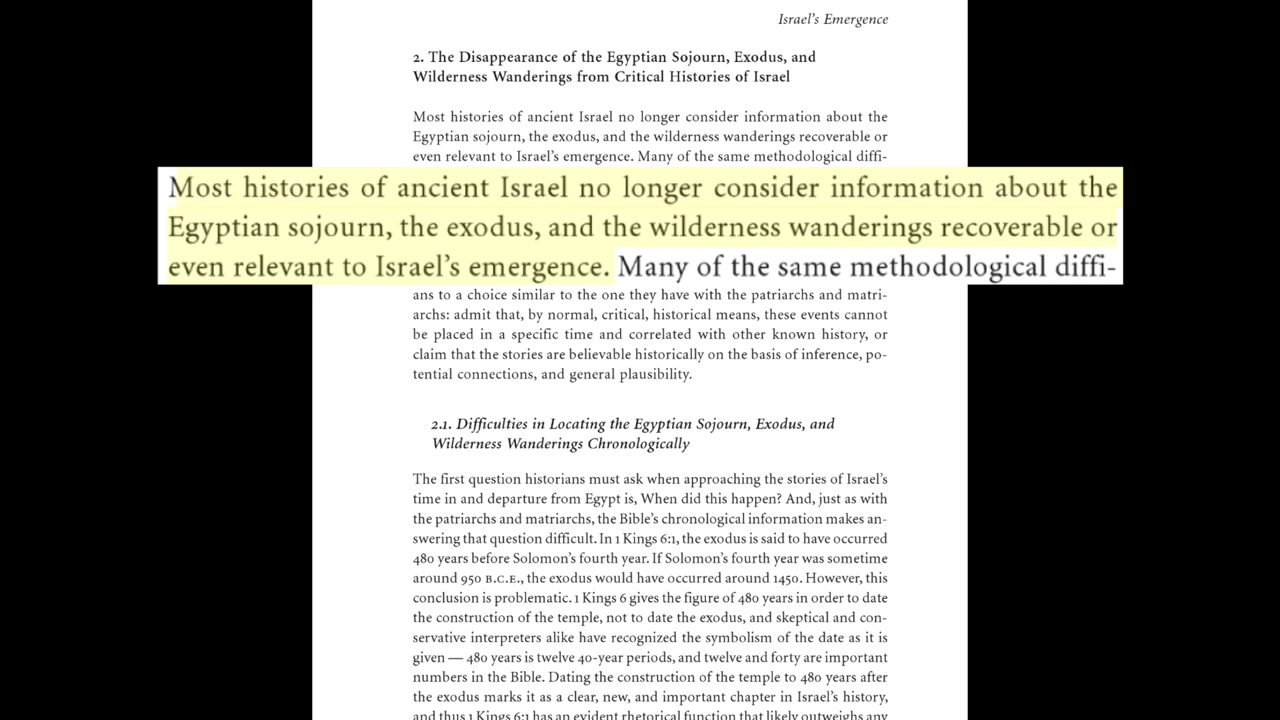 Israel's Emergence
2. The Disappearance of the Egyptian Sojourn, Exodus, and
Wilderness Wanderings from Critical Histories of Israel
Most histories of ancient Israel no longer consider information about the
Egyptian sojourn, the exodus, and the wilderness wanderings recoverable or
even relevant to Israel's emergence. Many of the same methodological diffi-
Most histories of ancient Israel no longer consider information about the
Egyptian sojourn, the exodus, and the wilderness wanderings recoverable or
even relevant to Israel's emergence. Many of the same methodological diffi-
ans to a choice similar to the one they have with the patriarchs and matri-
archs: admit that, by normal, critical, historical means, these events cannot
be placed in a specific time and correlated with other known history, or
claim that the stories are believable historically on the basis of inference, po-
tential connections, and general plausibility.
2.1. Difficulties in Locating the Egyptian Sojourn, Exodus, and
Wilderness Wanderings Chronologically
The first question historians must ask when approaching the stories of Israel's
time in and departure from Egypt is, When did this happen? And, just as with
the patriarchs and matriarchs, the Bible's chronological information makes an-
swering that question difficult. In 1 Kings 6:1, the exodus is said to have occurred
480 years before Solomon's fourth year. If Solomon's fourth year was sometime
around 950 B.C.E., the exodus would have occurred around 1450. However, this
conclusion is problematic. 1 Kings 6 gives the figure of 480 years in order to date
the construction of the temple, not to date the exodus, and skeptical and con-
servative interpreters alike have recognized the symbolism of the date as it is
given — 480 years is twelve 40-year periods, and twelve and forty are important
numbers in the Bible. Dating the construction of the temple to 480 years after
the exodus marks it as a clear, new, and important chapter in Israel's history,
and thus 1 Kings 6:1 has an evident rhetorical function that likely outweighs any